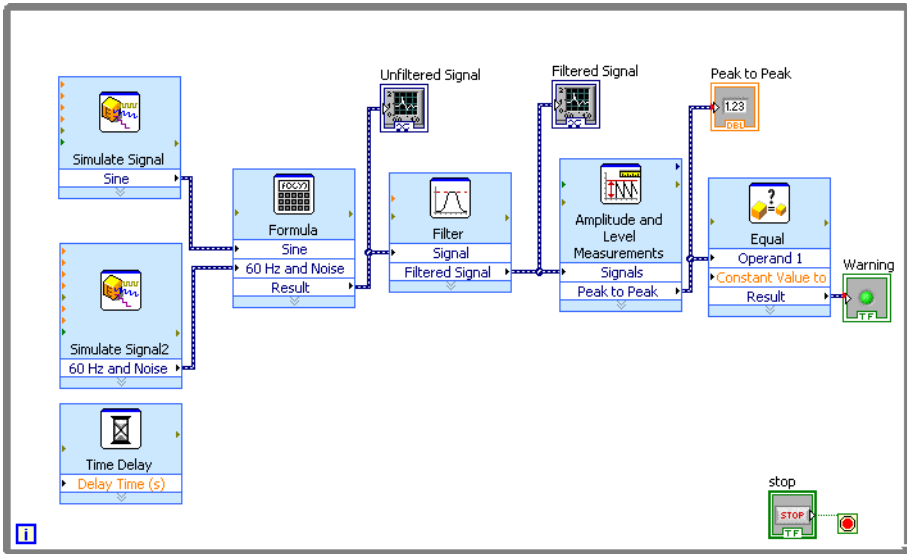 Unfiltered Signal
Filtered Signal
Peak to Peak
1.23
DBL
Simulate Signal
Sine
f(x,y)
Formula
Sine
60 Hz and Noise
Result
Filter
Signal
Filtered Signal
Amplitude and
Level
Measurements
Signals
Peak to Peak
?
=
Equal
Operand 1
Constant Value to
Result
Warning
TF
Simulate Signal2
60 Hz and Noise
Time Delay
Delay Time (s)
stop
STOP
TF
i